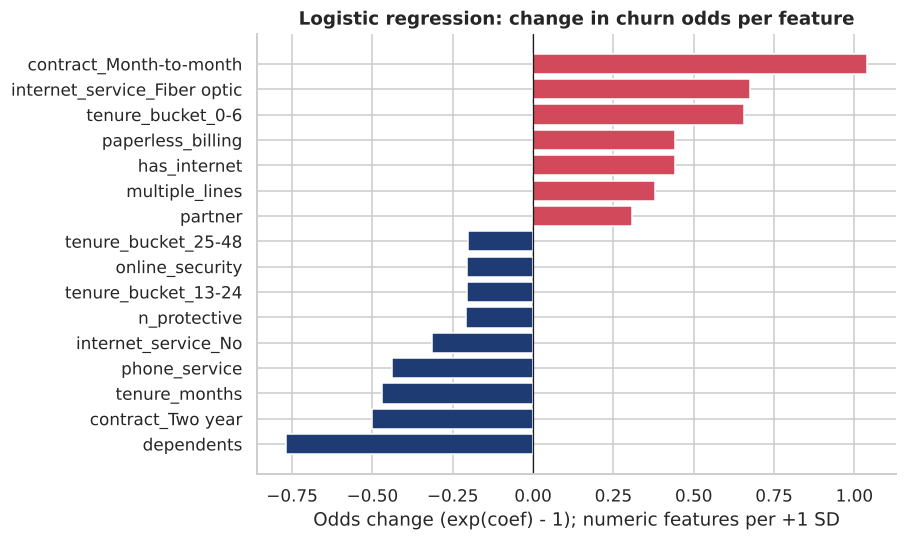 Logistic regression: change in churn odds per feature
contract_Month-to-month
internet_service_Fiber optic
tenure_bucket_0-6
paperless_billing
has_internet
multiple_lines
partner
tenure_bucket_25-48
online_security
tenure_bucket_13-24
n_protective
internet_service_No
phone_service
tenure_months
contract_Two year
dependents
−0.75 −0.50 −0.25 0.00 0.25 0.50 0.75 1.00
Odds change (exp(coef) - 1); numeric features per +1 SD